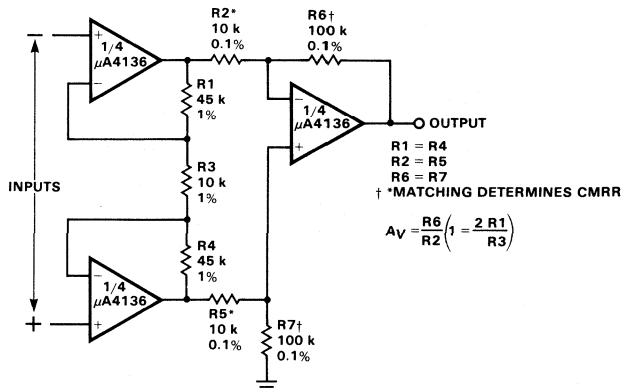 R2*
10 k
0.1%
R6†
100 k
0.1%
−
+
1/4
µA4136
−
R1
45 k
1%
−
1/4
µA4136
+
OUTPUT
R1 = R4
R2 = R5
R6 = R7
† *MATCHING DETERMINES CMRR
R3
10 k
1%
INPUTS
AV = R6/R2 (1 = 2 R1/R3)
R4
45 k
1%
−
1/4
µA4136
+
+
R5*
10 k
0.1%
R7†
100 k
0.1%